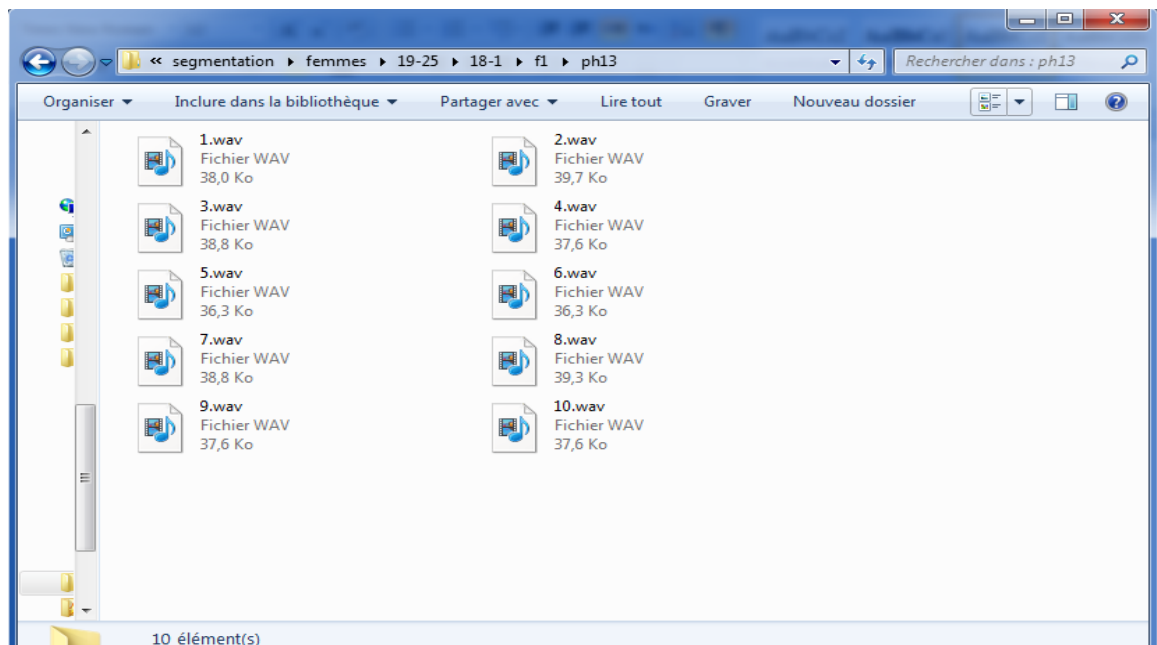 « segmentation ▸ femmes ▸ 19-25 ▸ 18-1 ▸ f1 ▸ ph13
Rechercher dans : ph13
Organiser Inclure dans la bibliothèque Partager avec Lire tout Graver Nouveau dossier
1.wav
Fichier WAV
38,0 Ko
2.wav
Fichier WAV
39,7 Ko
3.wav
Fichier WAV
38,8 Ko
4.wav
Fichier WAV
37,6 Ko
5.wav
Fichier WAV
36,3 Ko
6.wav
Fichier WAV
36,3 Ko
7.wav
Fichier WAV
38,8 Ko
8.wav
Fichier WAV
39,3 Ko
9.wav
Fichier WAV
37,6 Ko
10.wav
Fichier WAV
37,6 Ko
10 élément(s)